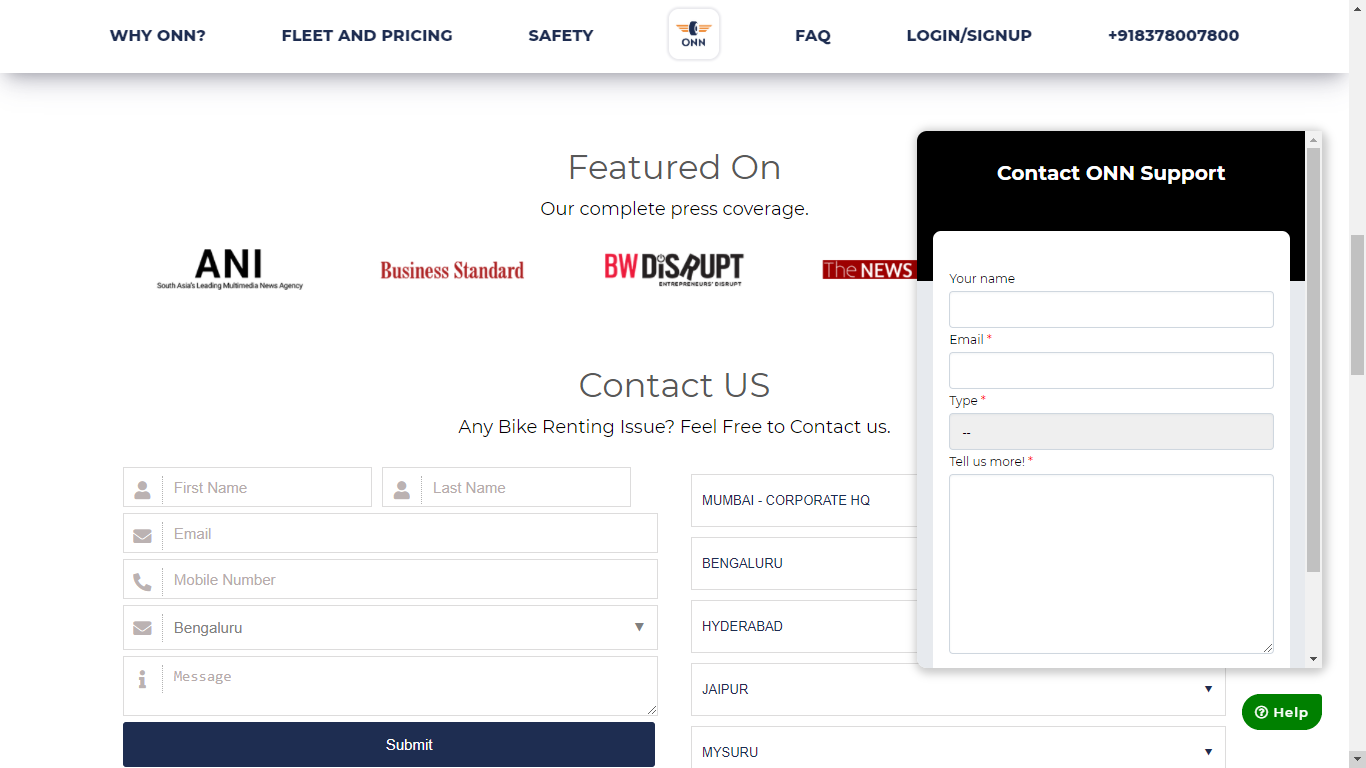 WHY ONN?
FLEET AND PRICING
SAFETY
ONN
FAQ
LOGIN/SIGNUP
+918378007800
Featured On
Our complete press coverage.
ANI
South Asia's Leading Multimedia News Agency
Business Standard
BW DISRUPT
ENTREPRENEURS' DISRUPT
The NEWS
Contact US
Any Bike Renting Issue? Feel Free to Contact us.
First Name
Last Name
Email
Mobile Number
Bengaluru
Message
Submit
MUMBAI - CORPORATE HQ
BENGALURU
HYDERABAD
JAIPUR
MYSURU
Contact ONN Support
Your name
Email *
Type *
--
Tell us more! *
Help